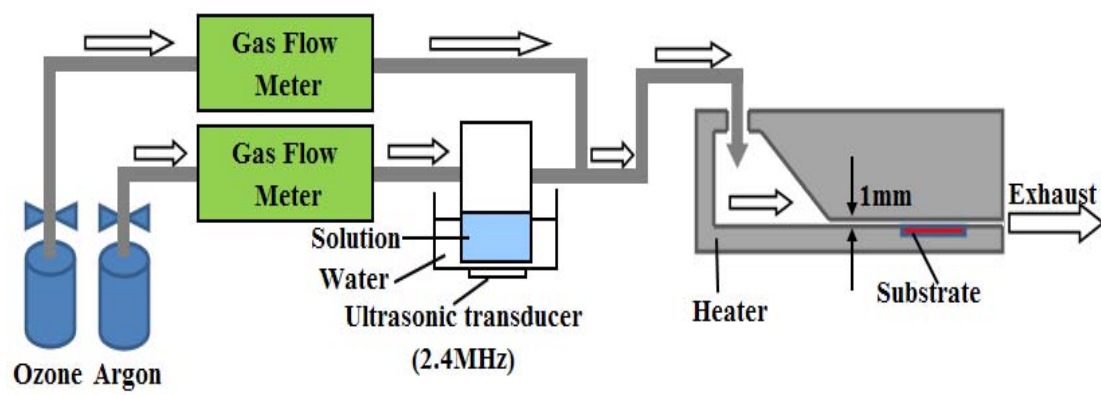 Gas Flow
Meter
Gas Flow
Meter
Solution
Water
Ultrasonic transducer
(2.4MHz)
Ozone Argon
1mm
Exhaust
Substrate
Heater